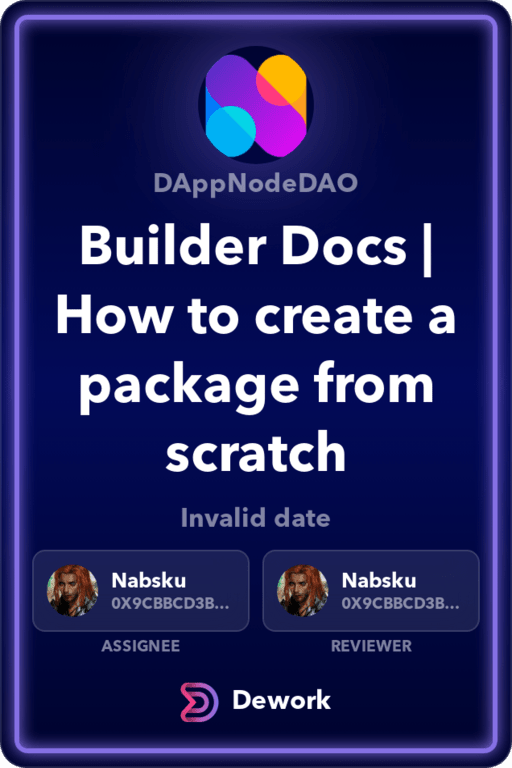 DAppNodeDAO
Builder Docs |
How to create a
package from
scratch
Invalid date
Nabsku
0X9CBBCD3B...
ASSIGNEE
Nabsku
0X9CBBCD3B...
REVIEWER
Dework